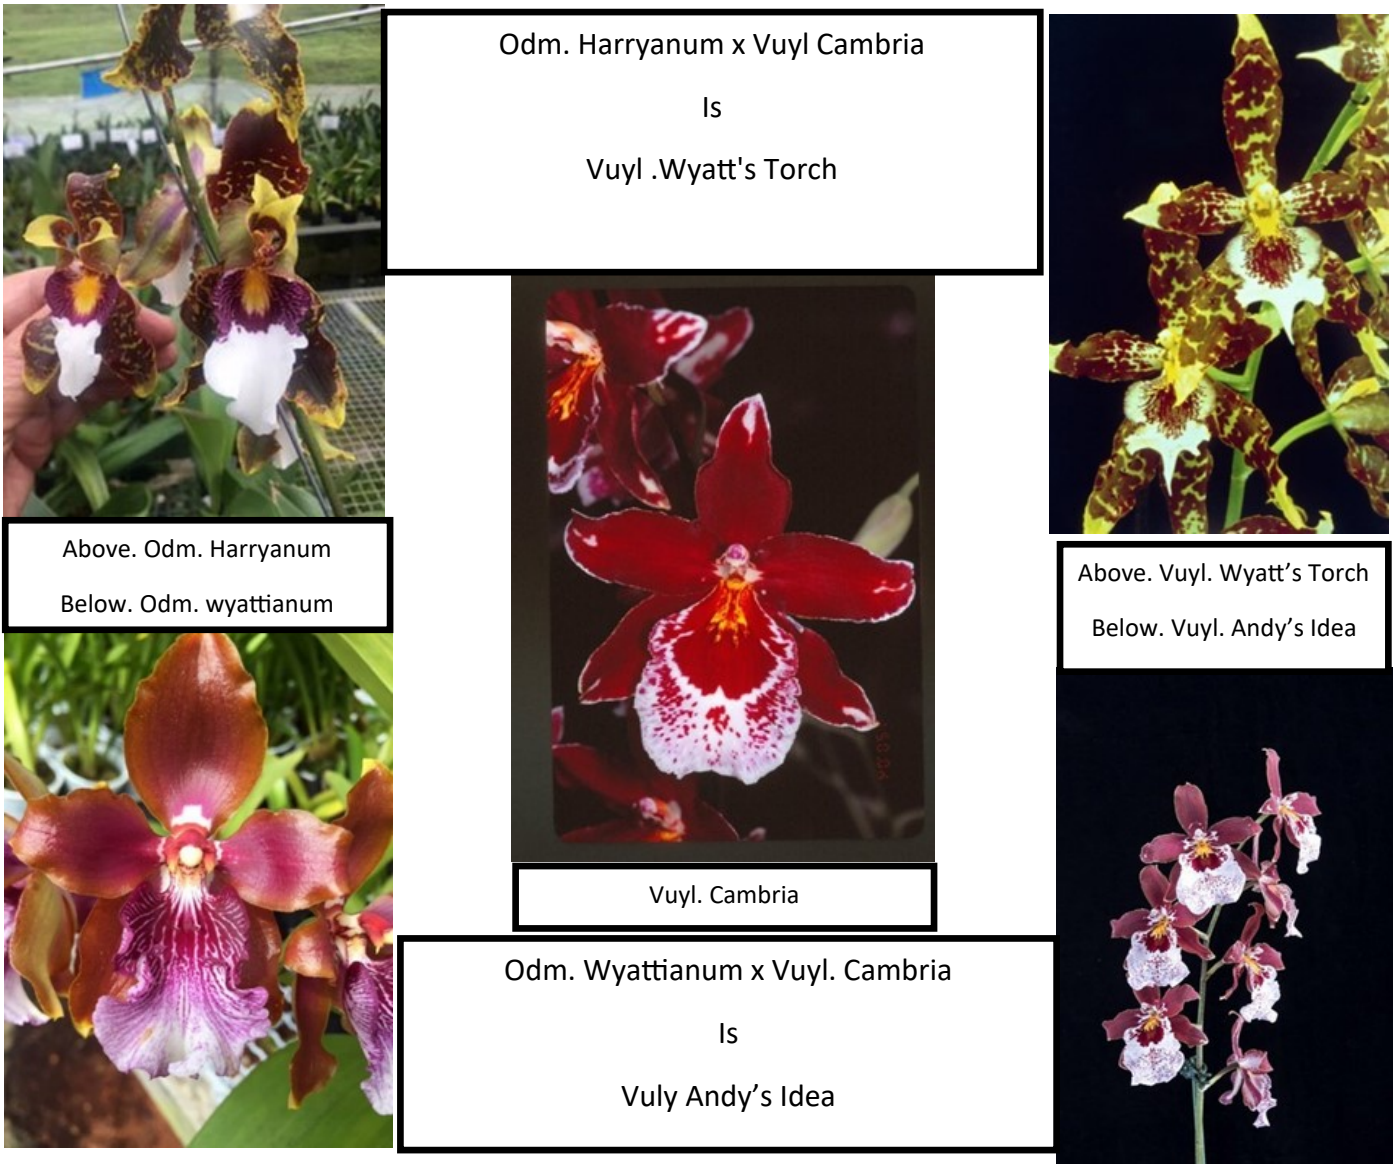 Odm. Harryanum x Vuyl Cambria
Is
Vuyl .Wyatt's Torch
Above. Odm. Harryanum
Below. Odm. wyattianum
Above. Vuyl. Wyatt’s Torch
Below. Vuyl. Andy’s Idea
Vuyl. Cambria
Odm. Wyattianum x Vuyl. Cambria
Is
Vuly Andy’s Idea